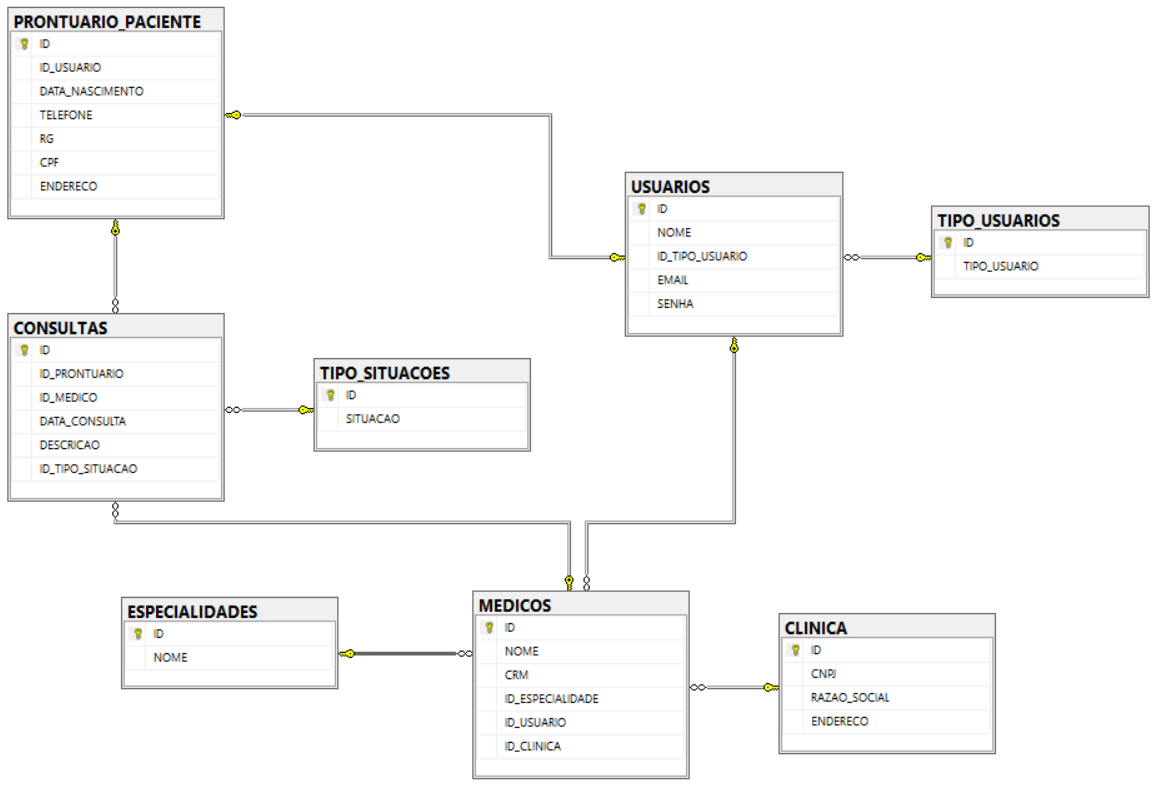 PRONTUARIO_PACIENTE
ID
ID_USUARIO
DATA_NASCIMENTO
TELEFONE
RG
CPF
ENDERECO
USUARIOS
ID
NOME
ID_TIPO_USUARIO
EMAIL
SENHA
TIPO_USUARIOS
ID
TIPO_USUARIO
CONSULTAS
ID
ID_PRONTUARIO
ID_MEDICO
DATA_CONSULTA
DESCRICAO
ID_TIPO_SITUACAO
TIPO_SITUACOES
ID
SITUACAO
ESPECIALIDADES
ID
NOME
MEDICOS
ID
NOME
CRM
ID_ESPECIALIDADE
ID_USUARIO
ID_CLINICA
CLINICA
ID
CNPJ
RAZAO_SOCIAL
ENDERECO